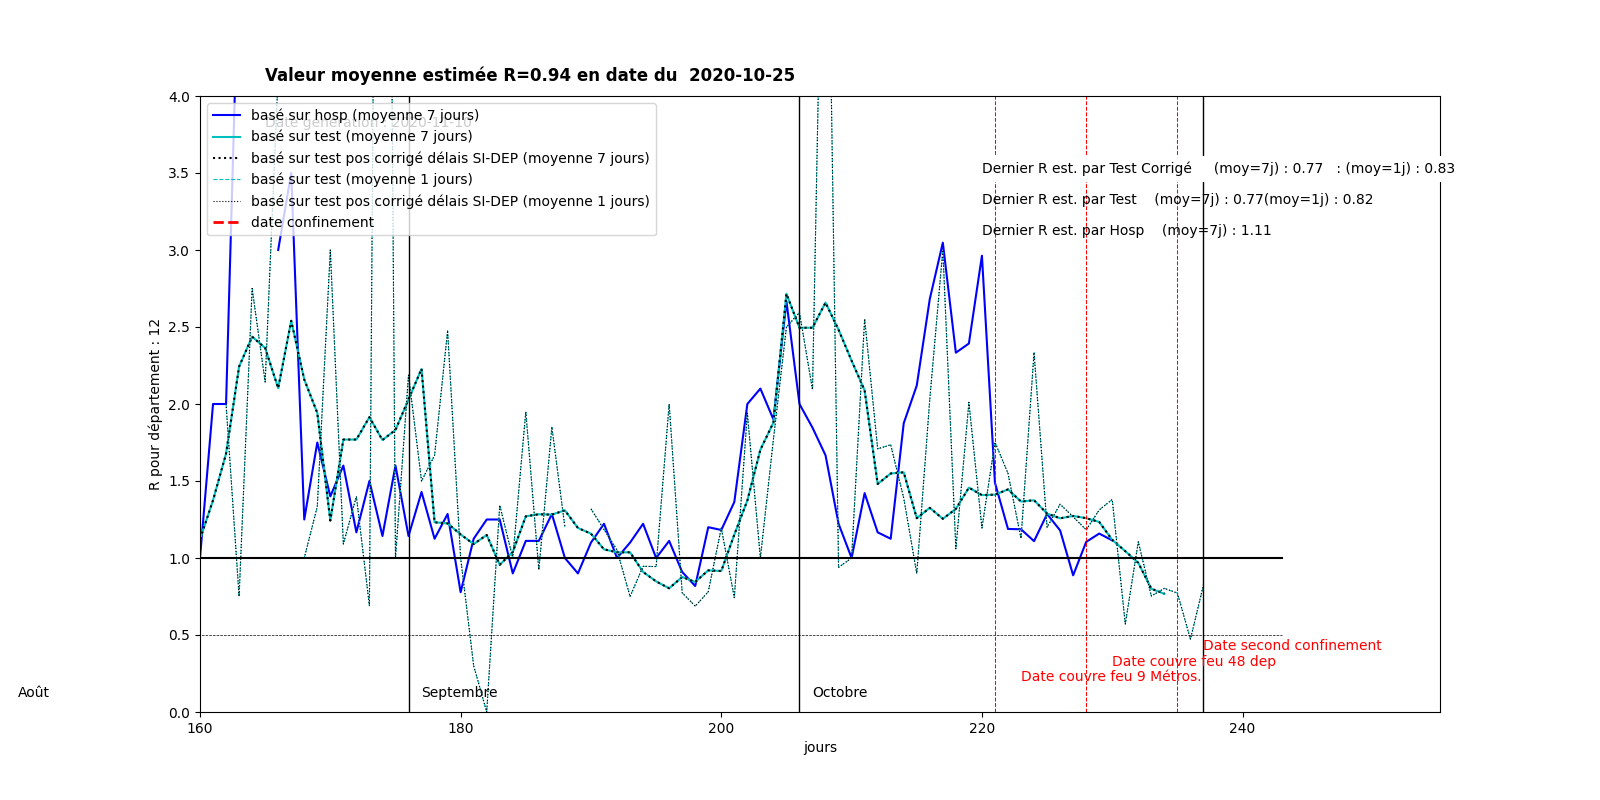 Valeur moyenne estimée R=0.94 en date du  2020-10-25
Date génération : 2020-11-10
basé sur hosp (moyenne 7 jours)
basé sur test (moyenne 7 jours)
basé sur test pos corrigé délais SI-DEP (moyenne 7 jours)
basé sur test (moyenne 1 jours)
basé sur test pos corrigé délais SI-DEP (moyenne 1 jours)
date confinement
Dernier R est. par Test Corrigé     (moy=7j) : 0.77   : (moy=1j) : 0.83
Dernier R est. par Test    (moy=7j) : 0.77(moy=1j) : 0.82
Dernier R est. par Hosp    (moy=7j) : 1.11
4.0
3.5
3.0
2.5
2.0
1.5
1.0
0.5
0.0
R pour département : 12
Date second confinement
Date couvre feu 48 dep
Date couvre feu 9 Métros.
Août
Septembre
Octobre
160
180
200
220
240
jours